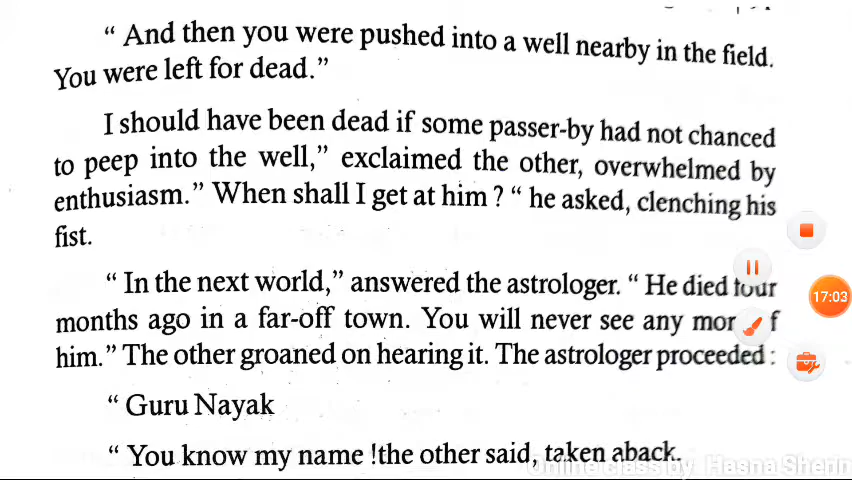 “ And then you were pushed into a well nearby in the field.
You were left for dead.”
I should have been dead if some passer-by had not chanced
to peep into the well,” exclaimed the other, overwhelmed by
enthusiasm.” When shall I get at him ? “ he asked, clenching his
fist.
“ In the next world,” answered the astrologer. “ He died four
months ago in a far-off town. You will never see any
him.” The other groaned on hearing it. The astrologer proceeded :
“ Guru Nayak
“ You know my name !the other said, taken aback.
17:03
Online class by Hasna Sherin